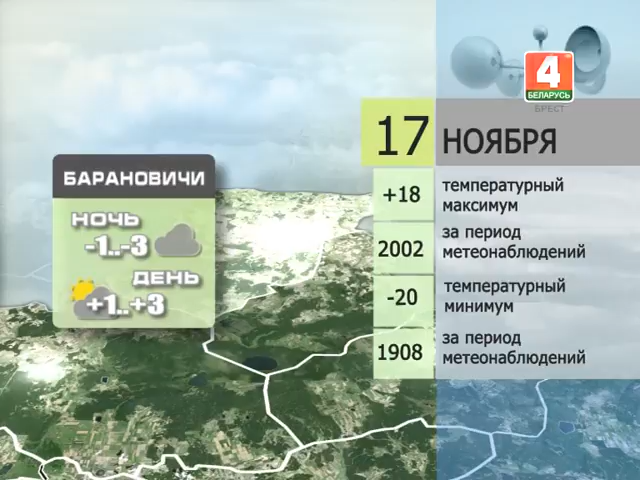 4
БЕЛАРУСЬ
БРЕСТ
17 НОЯБРЯ
БАРАНОВИЧИ
НОЧЬ
-1..-3
ДЕНЬ
+1..+3
+18 температурный
максимум
2002 за период
метеонаблюдений
-20 температурный
минимум
1908 за период
метеонаблюдений